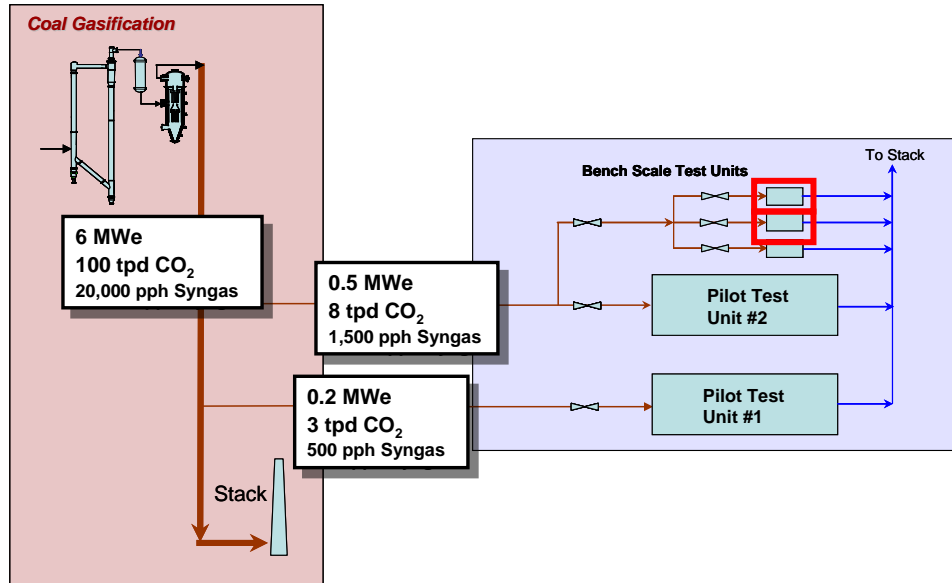 Coal Gasification
To Stack
Bench Scale Test Units
6 MWe
100 tpd CO₂
20,000 pph Syngas
0.5 MWe
8 tpd CO₂
1,500 pph Syngas
Pilot Test
Unit #2
0.2 MWe
3 tpd CO₂
500 pph Syngas
Pilot Test
Unit #1
Stack